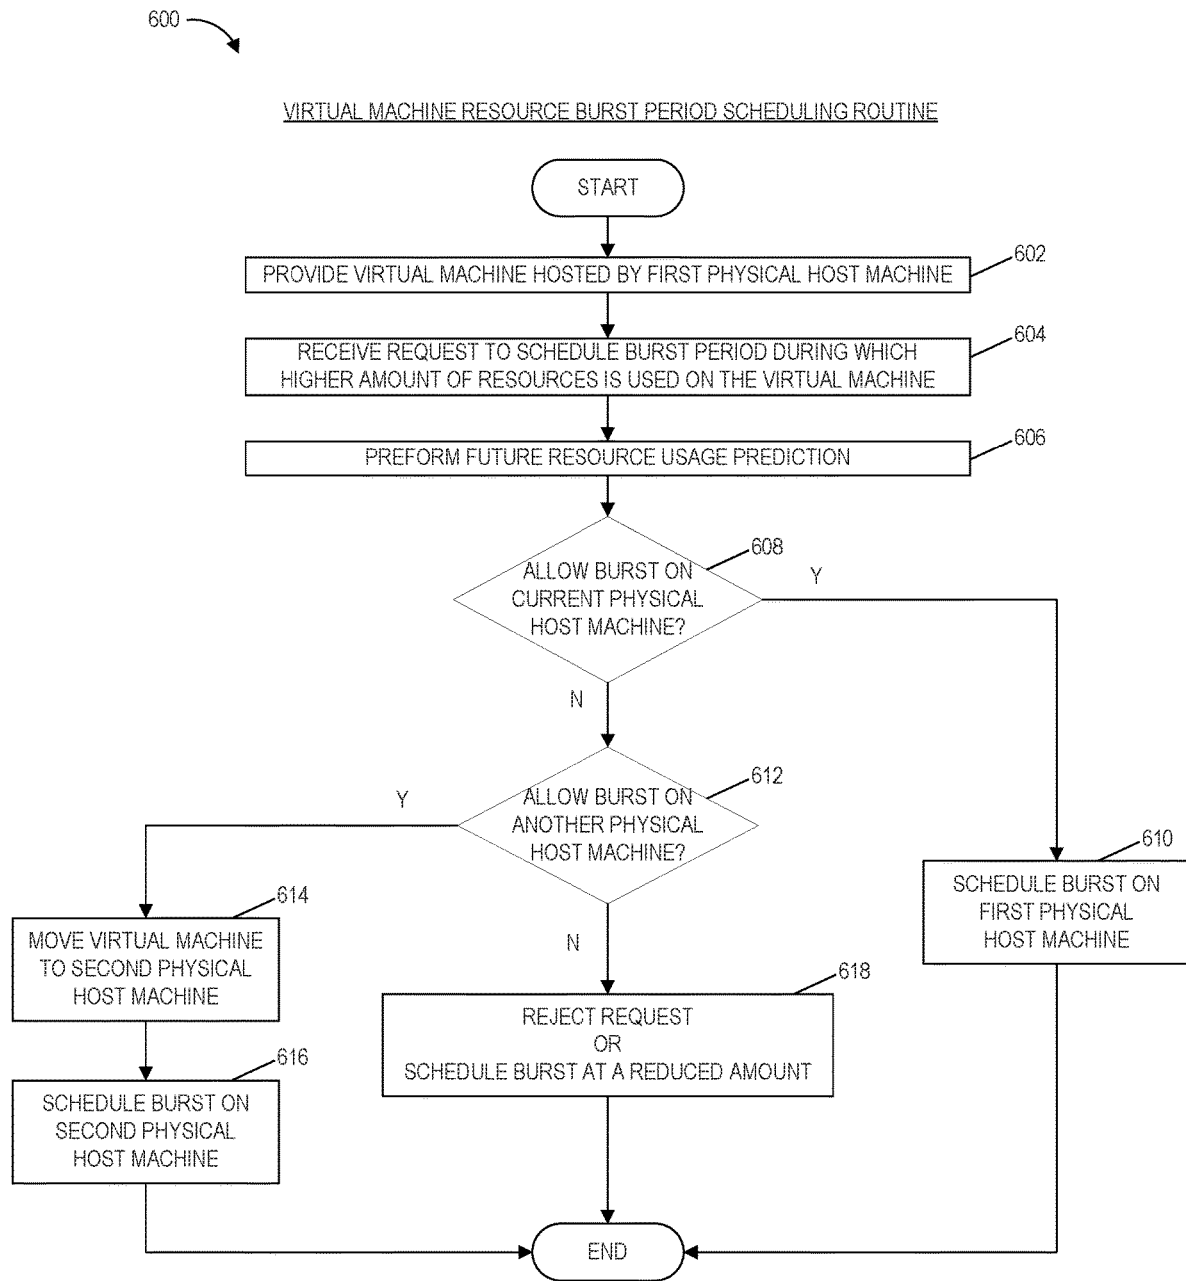 600
VIRTUAL MACHINE RESOURCE BURST PERIOD SCHEDULING ROUTINE
START
PROVIDE VIRTUAL MACHINE HOSTED BY FIRST PHYSICAL HOST MACHINE
602
RECEIVE REQUEST TO SCHEDULE BURST PERIOD DURING WHICH
HIGHER AMOUNT OF RESOURCES IS USED ON THE VIRTUAL MACHINE
604
PREFORM FUTURE RESOURCE USAGE PREDICTION
606
608
ALLOW BURST ON
CURRENT PHYSICAL
HOST MACHINE?
Y
N
612
ALLOW BURST ON
ANOTHER PHYSICAL
HOST MACHINE?
Y
N
610
SCHEDULE BURST ON
FIRST PHYSICAL
HOST MACHINE
614
MOVE VIRTUAL MACHINE
TO SECOND PHYSICAL
HOST MACHINE
618
REJECT REQUEST
OR
SCHEDULE BURST AT A REDUCED AMOUNT
616
SCHEDULE BURST ON
SECOND PHYSICAL
HOST MACHINE
END